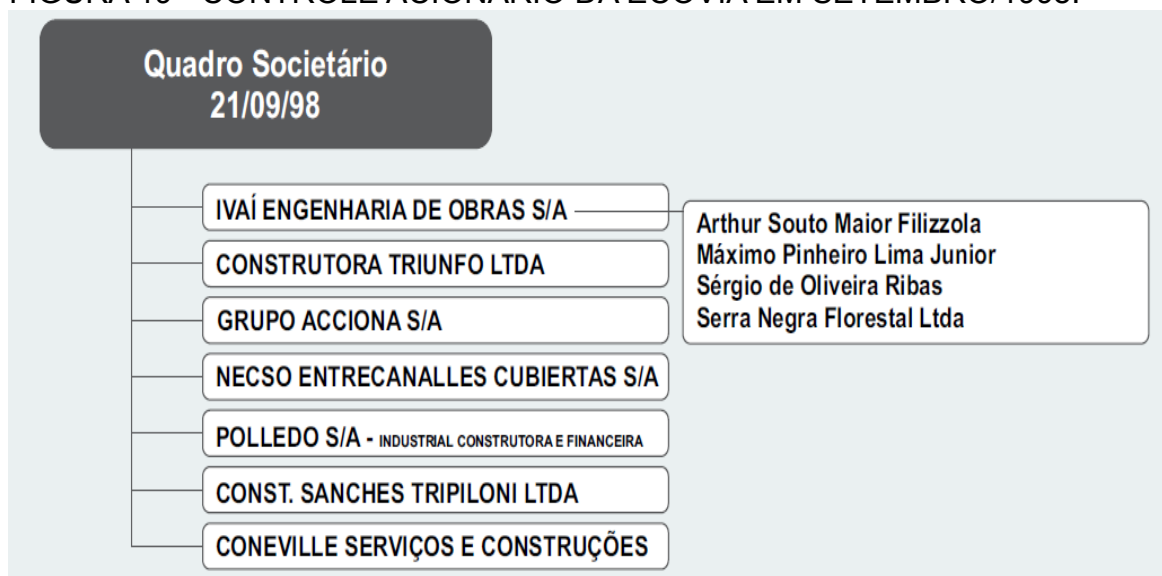 Quadro Societário
21/09/98
IVAÍ ENGENHARIA DE OBRAS S/A
Arthur Souto Maior Filizzola
Máximo Pinheiro Lima Junior
Sérgio de Oliveira Ribas
Serra Negra Florestal Ltda
CONSTRUTORA TRIUNFO LTDA
GRUPO ACCIONA S/A
NECSO ENTRECANALLES CUBIERTAS S/A
POLLEDO S/A - INDUSTRIAL CONSTRUTORA E FINANCEIRA
CONST. SANCHES TRIPILONI LTDA
CONEVILLE SERVIÇOS E CONSTRUÇÕES